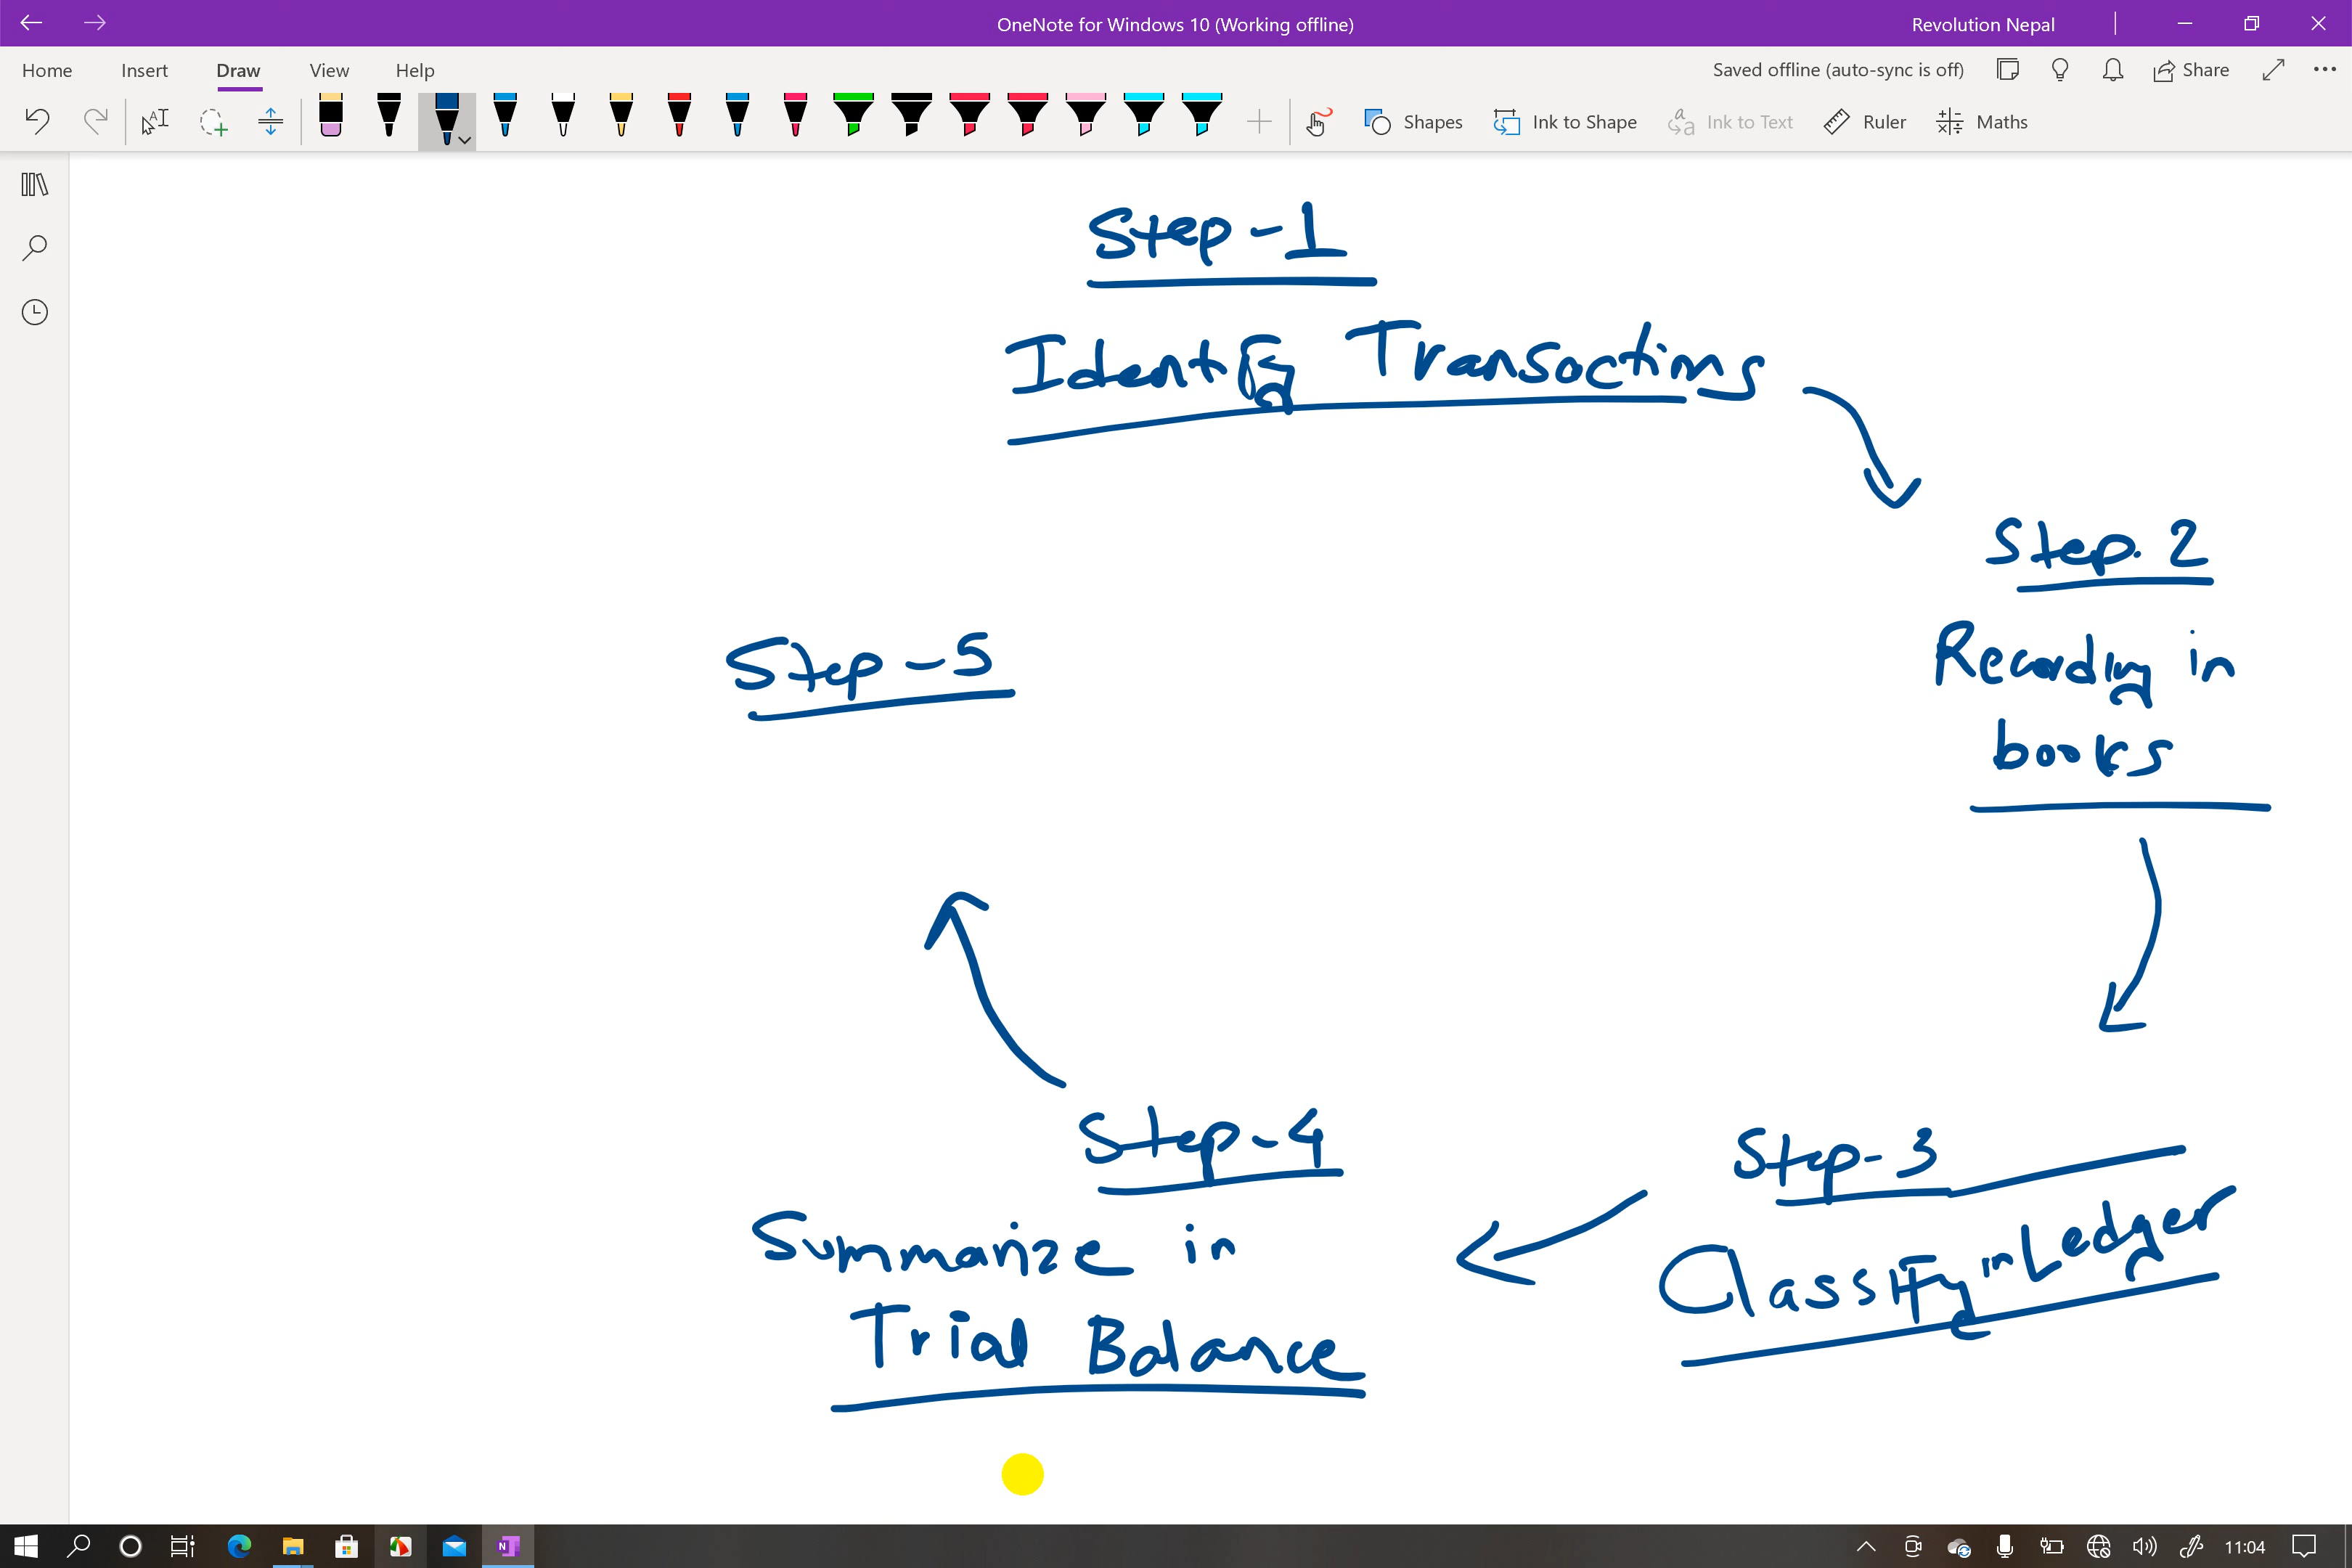 OneNote for Windows 10 (Working offline)
Revolution Nepal
Home Insert Draw View Help
Saved offline (auto-sync is off) Share
Shapes Ink to Shape Ink to Text Ruler Maths
Step-1
Identify Transactions
Step. 2
Recording in
books
Step-3
Classify in Ledger
Step-4
Summarize in
Trial Balance
Step-5
11:04